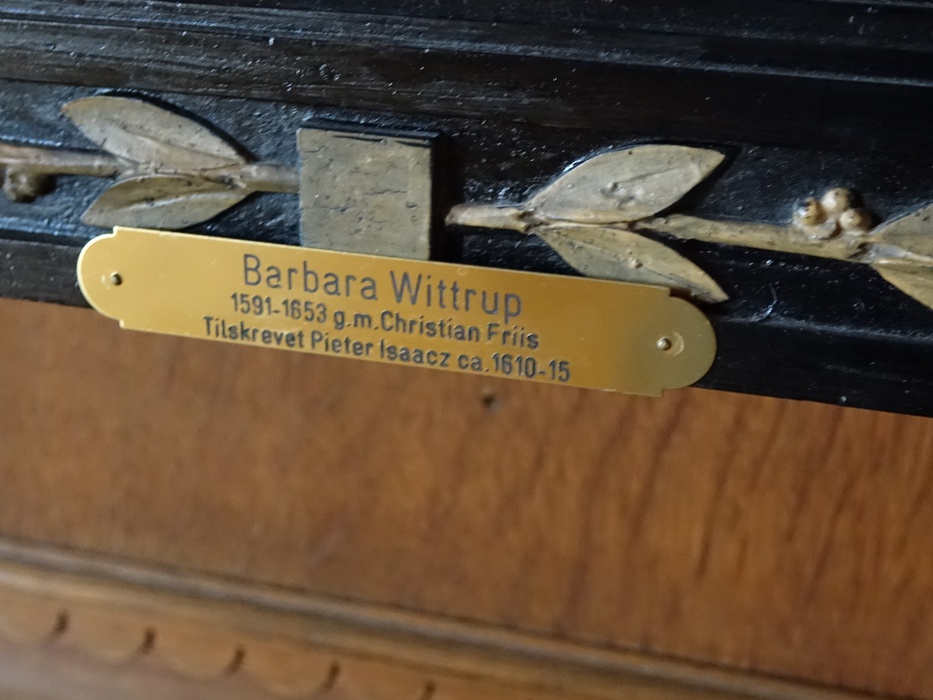 Barbara Wittrup
1591-1653 g.m.Christian Friis
Tilskrevet Pieter Isaacz ca.1610-15